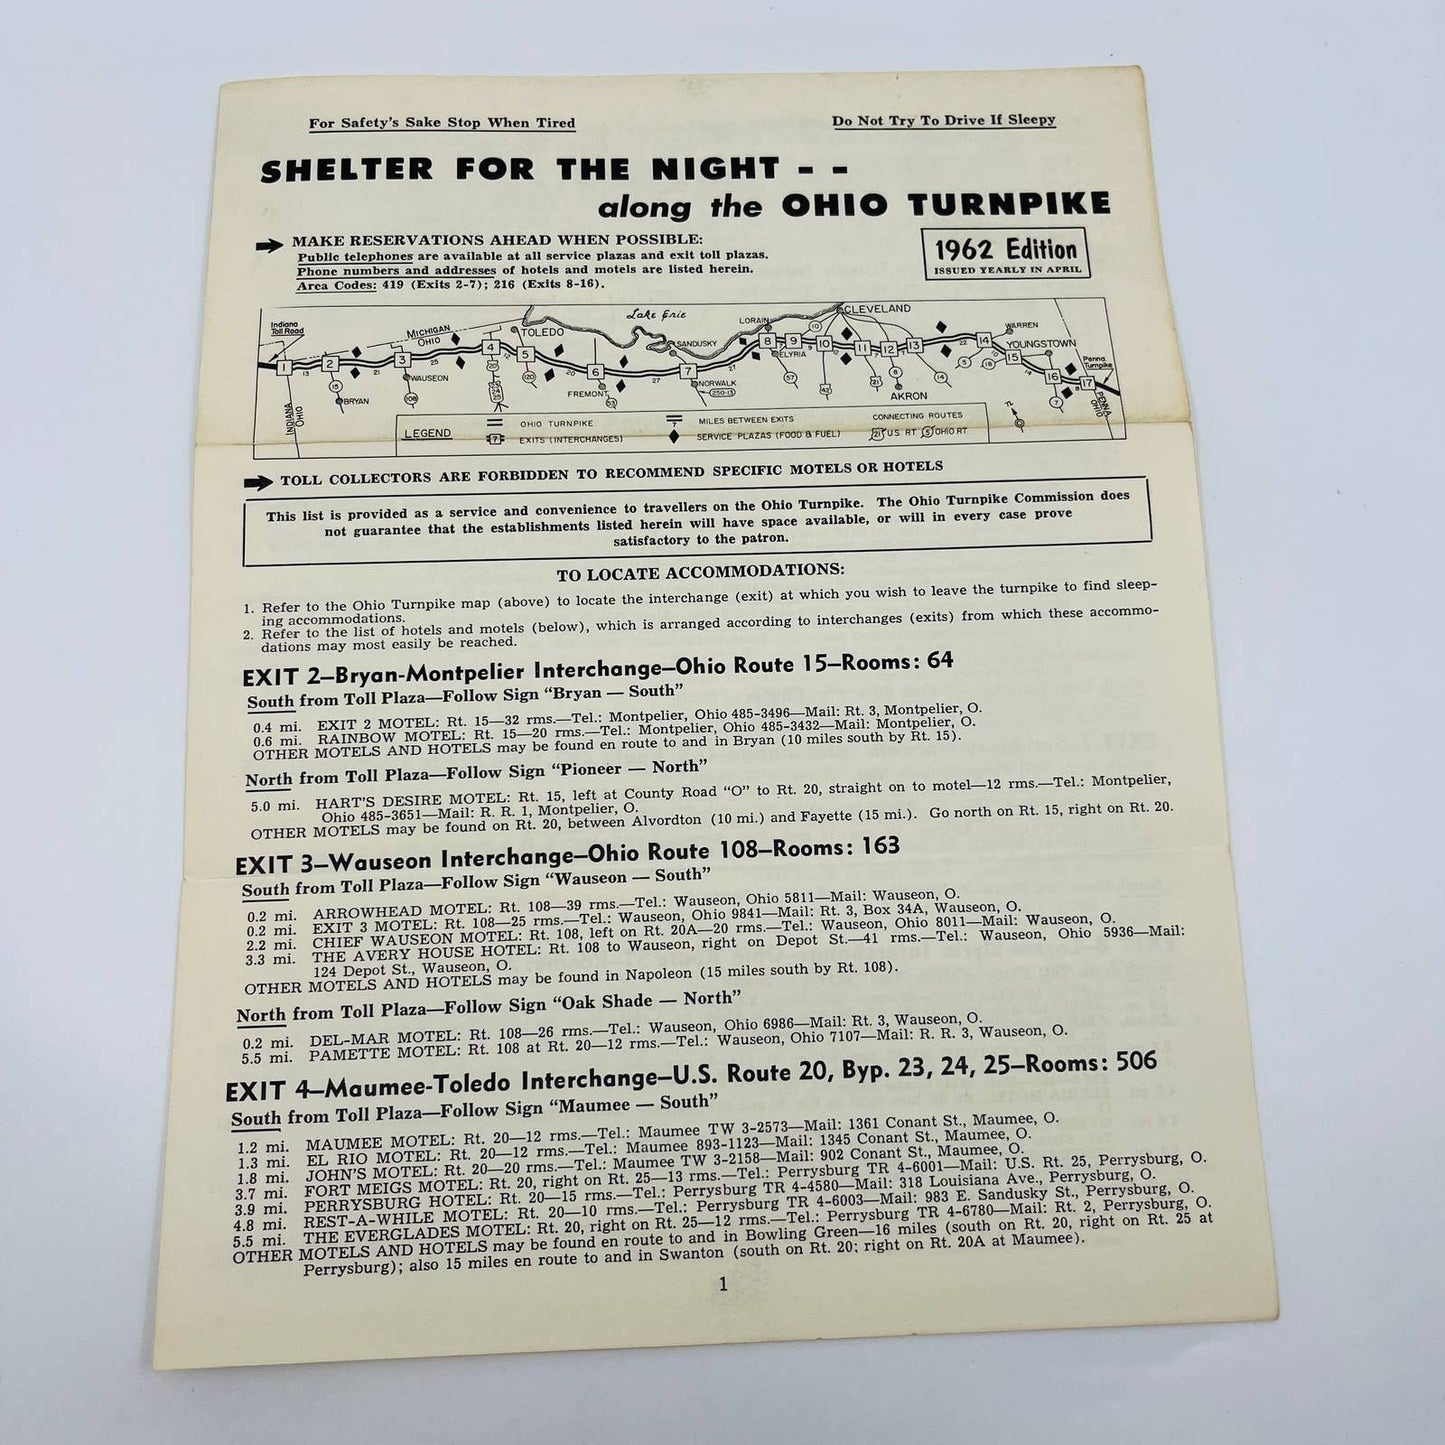 For Safety's Sake Stop When Tired
Do Not Try To Drive If Sleepy
SHELTER FOR THE NIGHT - -
along the OHIO TURNPIKE
MAKE RESERVATIONS AHEAD WHEN POSSIBLE:
Public telephones are available at all service plazas and exit toll plazas.
Phone numbers and addresses of hotels and motels are listed herein.
Area Codes: 419 (Exits 2-7); 216 (Exits 8-16).
1962 Edition
ISSUED YEARLY IN APRIL
Indiana
Toll Road
MICHIGAN
OHIO
TOLEDO
Lake Erie
SANDUSKY
LORAIN
CLEVELAND
ELYRIA
WARREN
YOUNGSTOWN
Penna.
Turnpike
1 2 3 4 5 6 7 8 9 10 11 12 13 14 15 16 17
BRYAN
WAUSEON
FREMONT
NORWALK
AKRON
INDIANA
OHIO
PENNA.
OHIO
LEGEND
OHIO TURNPIKE
EXITS (INTERCHANGES)
MILES BETWEEN EXITS
SERVICE PLAZAS (FOOD & FUEL)
CONNECTING ROUTES
21 U.S. RT. 5 OHIO RT.
TOLL COLLECTORS ARE FORBIDDEN TO RECOMMEND SPECIFIC MOTELS OR HOTELS
This list is provided as a service and convenience to travellers on the Ohio Turnpike. The Ohio Turnpike Commission does
not guarantee that the establishments listed herein will have space available, or will in every case prove
satisfactory to the patron.
TO LOCATE ACCOMMODATIONS:
1. Refer to the Ohio Turnpike map (above) to locate the interchange (exit) at which you wish to leave the turnpike to find sleep-
ing accommodations.
2. Refer to the list of hotels and motels (below), which is arranged according to interchanges (exits) from which these accommo-
dations may most easily be reached.
EXIT 2—Bryan-Montpelier Interchange—Ohio Route 15—Rooms: 64
South from Toll Plaza—Follow Sign "Bryan — South"
0.4 mi. EXIT 2 MOTEL: Rt. 15—32 rms.—Tel.: Montpelier, Ohio 485-3496—Mail: Rt. 3, Montpelier, O.
0.6 mi. RAINBOW MOTEL: Rt. 15—20 rms.—Tel.: Montpelier, Ohio 485-3432—Mail: Montpelier, O.
OTHER MOTELS AND HOTELS may be found en route to and in Bryan (10 miles south by Rt. 15).
North from Toll Plaza—Follow Sign "Pioneer — North"
5.0 mi. HART'S DESIRE MOTEL: Rt. 15, left at County Road "O" to Rt. 20, straight on to motel—12 rms.—Tel.: Montpelier,
Ohio 485-3651—Mail: R. R. 1, Montpelier, O.
OTHER MOTELS may be found on Rt. 20, between Alvordton (10 mi.) and Fayette (15 mi.). Go north on Rt. 15, right on Rt. 20.
EXIT 3—Wauseon Interchange—Ohio Route 108—Rooms: 163
South from Toll Plaza—Follow Sign "Wauseon — South"
0.2 mi. ARROWHEAD MOTEL: Rt. 108—39 rms.—Tel.: Wauseon, Ohio 5811—Mail: Wauseon, O.
0.2 mi. EXIT 3 MOTEL: Rt. 108—25 rms.—Tel.: Wauseon, Ohio 9841—Mail: Rt. 3, Box 34A, Wauseon, O.
2.2 mi. CHIEF WAUSEON MOTEL: Rt. 108, left on Rt. 20A—20 rms.—Tel.: Wauseon, Ohio 8011—Mail: Wauseon, O.
3.3 mi. THE AVERY HOUSE HOTEL: Rt. 108 to Wauseon, right on Depot St.—41 rms.—Tel.: Wauseon, Ohio 5936—Mail:
124 Depot St., Wauseon, O.
OTHER MOTELS AND HOTELS may be found in Napoleon (15 miles south by Rt. 108).
North from Toll Plaza—Follow Sign "Oak Shade — North"
0.2 mi. DEL-MAR MOTEL: Rt. 108—26 rms.—Tel.: Wauseon, Ohio 6986—Mail: Rt. 3, Wauseon, O.
5.5 mi. PAMETTE MOTEL: Rt. 108 at Rt. 20—12 rms.—Tel.: Wauseon, Ohio 7107—Mail: R. R. 3, Wauseon, O.
EXIT 4—Maumee-Toledo Interchange—U.S. Route 20, Byp. 23, 24, 25—Rooms: 506
South from Toll Plaza—Follow Sign "Maumee — South"
1.2 mi. MAUMEE MOTEL: Rt. 20—12 rms.—Tel.: Maumee TW 3-2573—Mail: 1361 Conant St., Maumee, O.
1.3 mi. EL RIO MOTEL: Rt. 20—12 rms.—Tel.: Maumee 893-1123—Mail: 1345 Conant St., Maumee, O.
1.8 mi. JOHN'S MOTEL: Rt. 20—20 rms.—Tel.: Maumee TW 3-2158—Mail: 902 Conant St., Maumee, O.
3.7 mi. FORT MEIGS MOTEL: Rt. 20, right on Rt. 25—13 rms.—Tel.: Perrysburg TR 4-6001—Mail: U.S. Rt. 25, Perrysburg, O.
3.9 mi. PERRYSBURG HOTEL: Rt. 20—15 rms.—Tel.: Perrysburg TR 4-4580—Mail: 318 Louisiana Ave., Perrysburg, O.
4.8 mi. REST-A-WHILE MOTEL: Rt. 20—10 rms.—Tel.: Perrysburg TR 4-6003—Mail: 983 E. Sandusky St., Perrysburg, O.
5.5 mi. THE EVERGLADES MOTEL: Rt. 20, right on Rt. 25—12 rms.—Tel.: Perrysburg TR 4-6780—Mail: Rt. 2, Perrysburg, O.
OTHER MOTELS AND HOTELS may be found en route to and in Bowling Green—16 miles (south on Rt. 20, right on Rt. 25 at
Perrysburg); also 15 miles en route to and in Swanton (south on Rt. 20; right on Rt. 20A at Maumee).
1